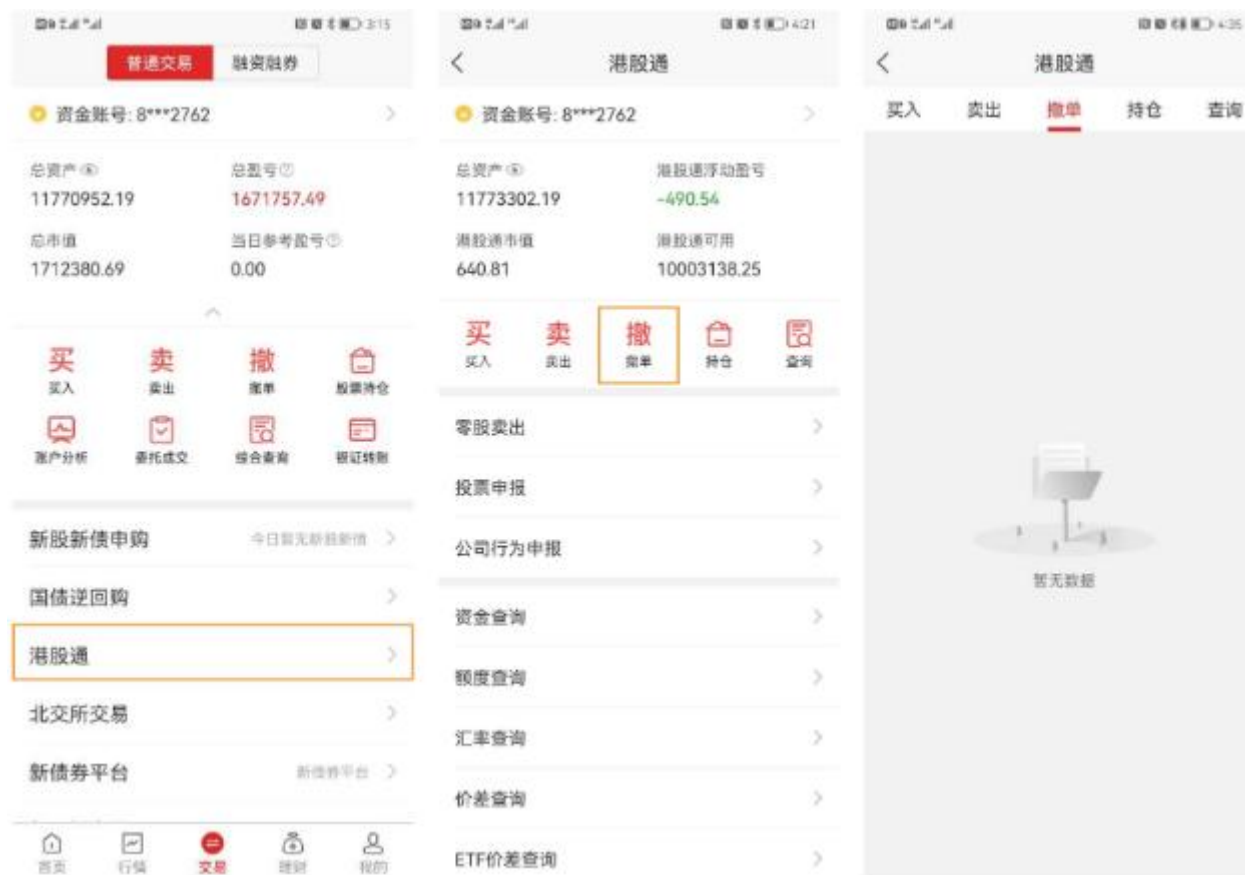 3:15
普通交易 融资融券
资金账号: 8***2762
总资产 总盈亏
11770952.19 1671757.49
总市值 当日参考盈亏
1712380.69 0.00
买 卖 撤
买入 卖出 撤单 股票持仓
账户分析 委托成交 综合查询 银证转账
新股新债申购 今日暂无新股新债
国债逆回购
港股通
北交所交易
新债券平台 新债券平台
首页 行情 交易 理财 我的
4:21
港股通
资金账号: 8***2762
总资产 港股通浮动盈亏
11773302.19 -490.54
港股通市值 港股通可用
640.81 10003138.25
买 卖 撤
买入 卖出 撤单 持仓 查询
零股卖出
投票申报
公司行为申报
资金查询
额度查询
汇率查询
价差查询
ETF价差查询
4:35
港股通
买入 卖出 撤单 持仓 查询
暂无数据